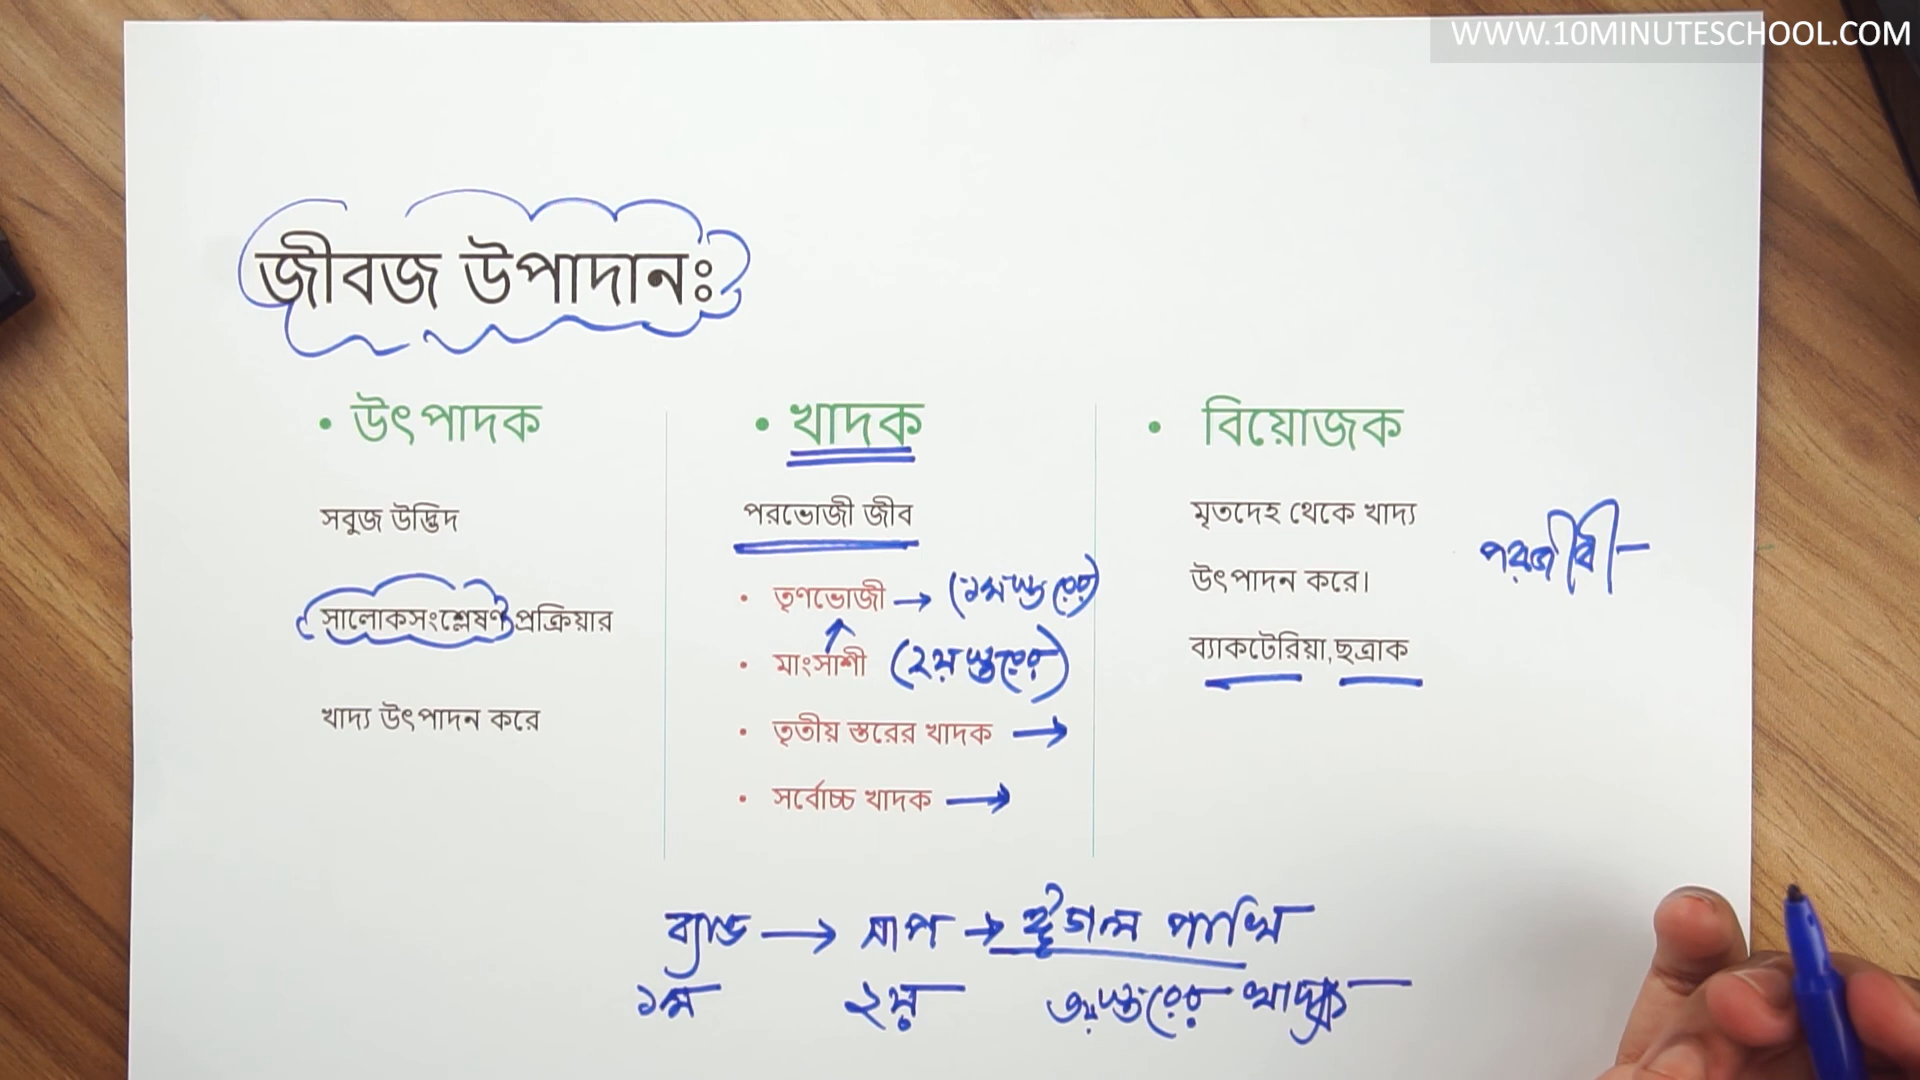 WWW.10MINUTESCHOOL.COM
জীবজ উপাদানঃ
• উৎপাদক
সবুজ উদ্ভিদ
সালোকসংশ্লেষণ প্রক্রিয়ার
খাদ্য উৎপাদন করে
• খাদক
পরভোজী জীব
• তৃণভোজী → (১ম স্তরের)
• মাংসাশী (২য় স্তরের)
• তৃতীয় স্তরের খাদক →
• সর্বোচ্চ খাদক →
• বিয়োজক
মৃতদেহ থেকে খাদ্য
উৎপাদন করে।
ব্যাকটেরিয়া,ছত্রাক
পরজীবী
ব্যাঙ → সাপ → ঈগল পাখি
১ম ২য় ৩য় স্তরের খাদক